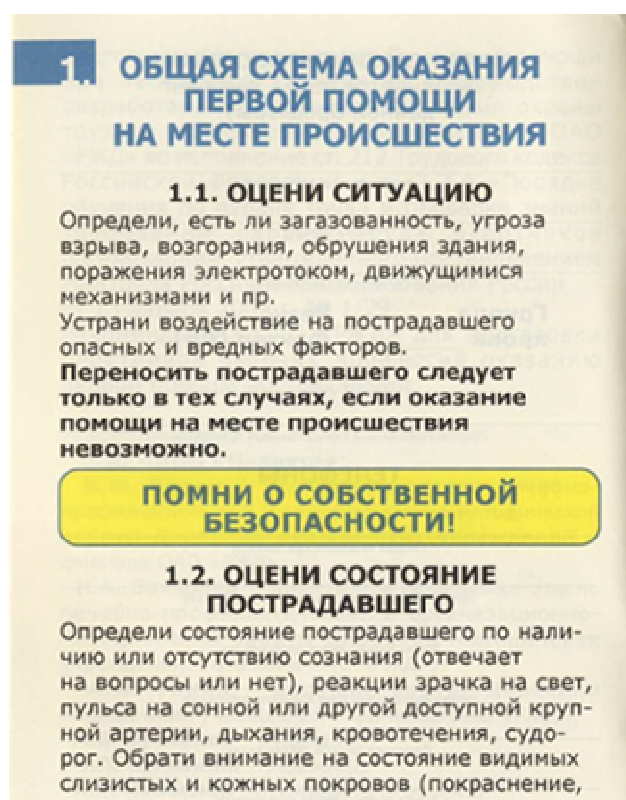 1. ОБЩАЯ СХЕМА ОКАЗАНИЯ
ПЕРВОЙ ПОМОЩИ
НА МЕСТЕ ПРОИСШЕСТВИЯ
1.1. ОЦЕНИ СИТУАЦИЮ
Определи, есть ли загазованность, угроза
взрыва, возгорания, обрушения здания,
поражения электротоком, движущимися
механизмами и пр.
Устрани воздействие на пострадавшего
опасных и вредных факторов.
Переносить пострадавшего следует
только в тех случаях, если оказание
помощи на месте происшествия
невозможно.
ПОМНИ О СОБСТВЕННОЙ
БЕЗОПАСНОСТИ!
1.2. ОЦЕНИ СОСТОЯНИЕ
ПОСТРАДАВШЕГО
Определи состояние пострадавшего по нали-
чию или отсутствию сознания (отвечает
на вопросы или нет), реакции зрачка на свет,
пульса на сонной или другой доступной круп-
ной артерии, дыхания, кровотечения, судо-
рог. Обрати внимание на состояние видимых
слизистых и кожных покровов (покраснение,